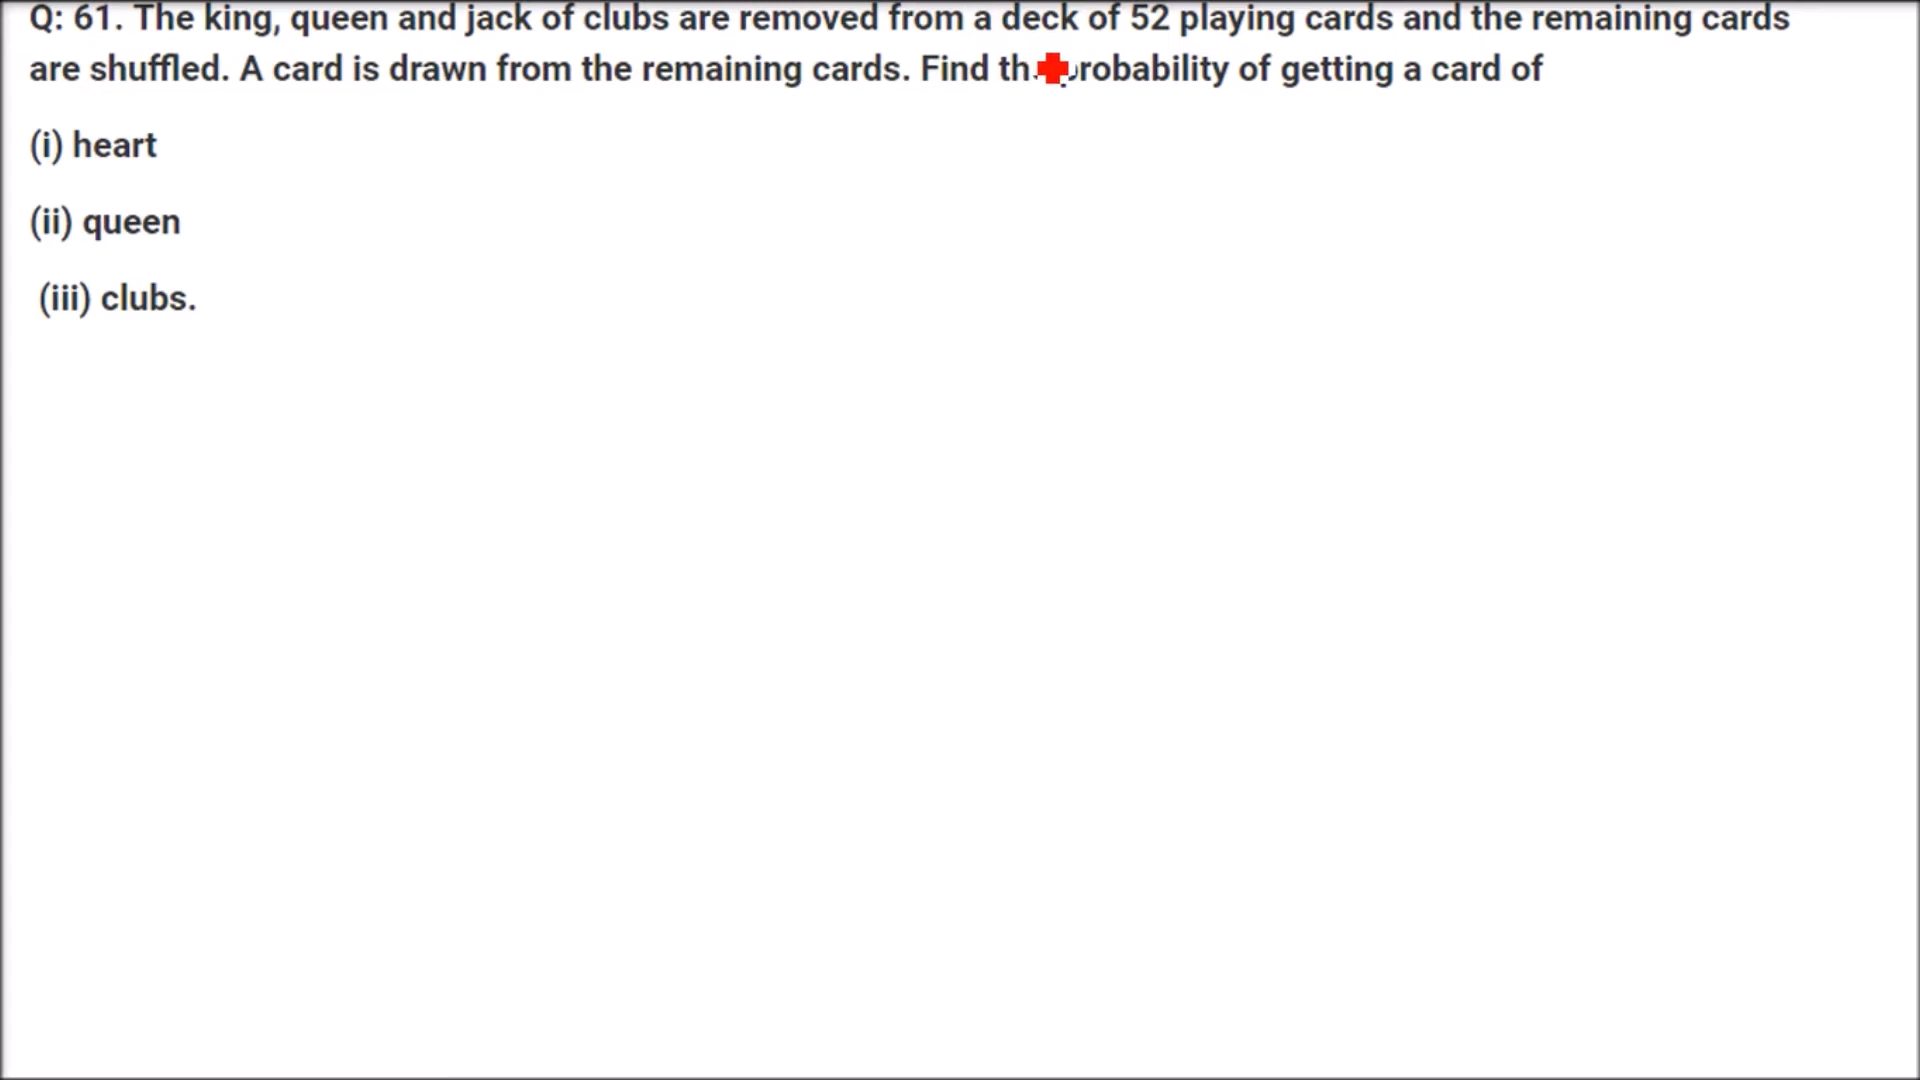 Q: 61. The king, queen and jack of clubs are removed from a deck of 52 playing cards and the remaining cards
are shuffled. A card is drawn from the remaining cards. Find the probability of getting a card of
(i) heart
(ii) queen
(iii) clubs.